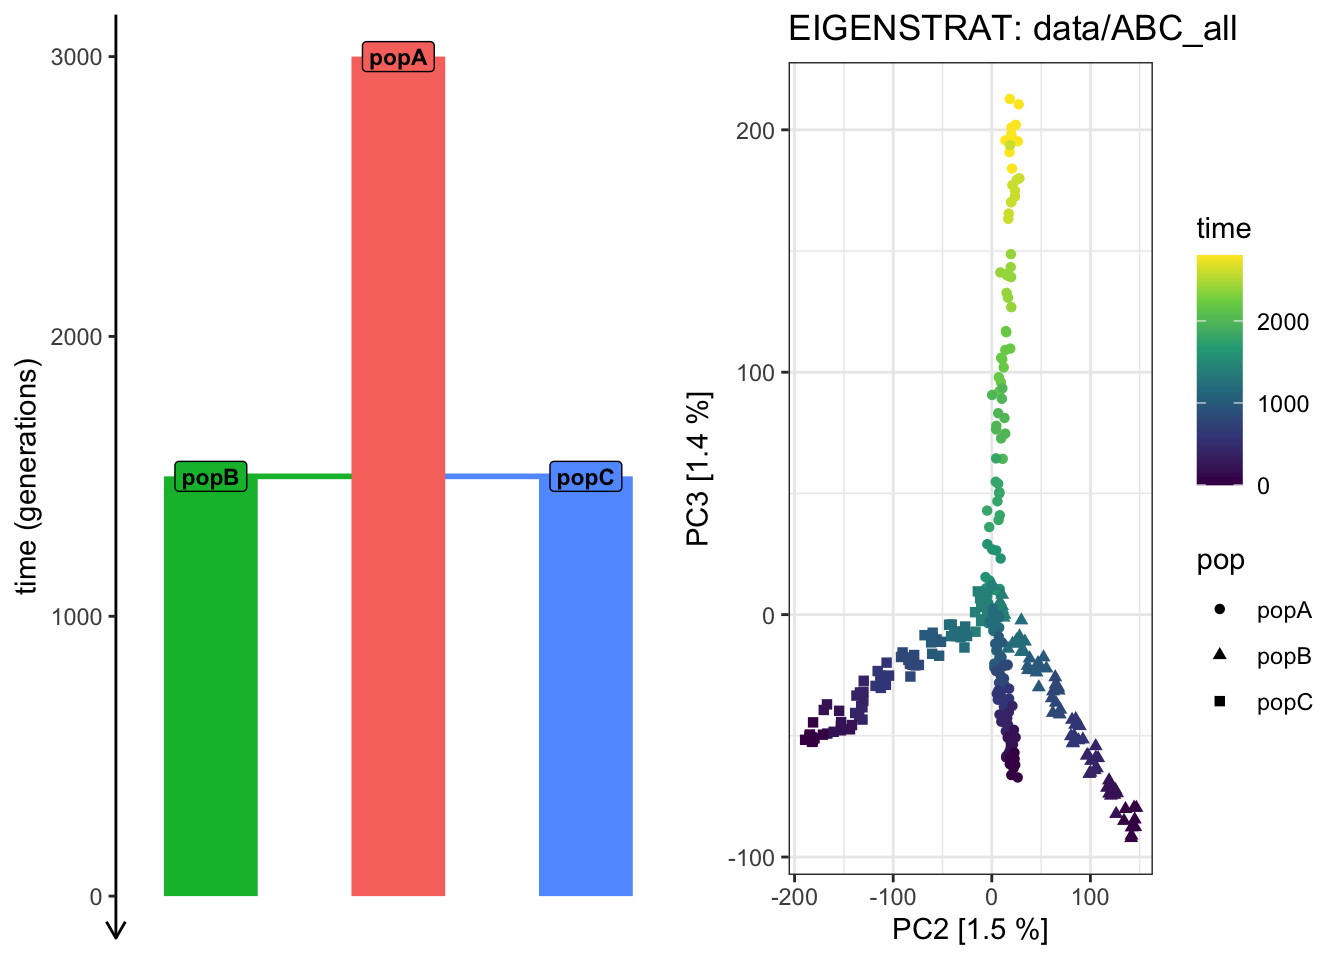 time (generations)
3000
2000
1000
0
popA
popB
popC
EIGENSTRAT: data/ABC_all
PC3 [1.4 %]
200
100
0
-100
-200
-100
0
100
PC2 [1.5 %]
time
2000
1000
0
pop
popA
popB
popC